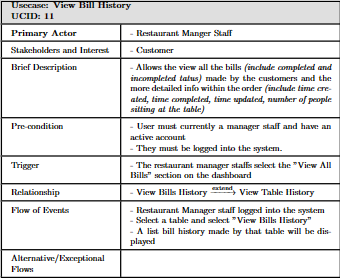 Usecase: View Bill History
UCID: 11
Primary Actor
- Restaurant Manger Staff
Stakeholders and Interest
- Customer
Brief Description
- Allows the view all the bills (include completed and
incompleted tatus) made by the customers and the
more detailed info within the order (include time cre-
ated, time completed, time updated, number of people
sitting at the table)
Pre-condition
- User must currently a manager staff and have an
active account
- They must be logged into the system.
Trigger
- The restaurant manager staffs select the "View All
Bills" section on the dashboard
Relationship
- View Bills History extend View Table History
Flow of Events
- Restaurant Manager staff logged into the system
- Select a table and select "View Bills History"
- A list bill history made by that table will be dis-
played
Alternative/Exceptional
Flows